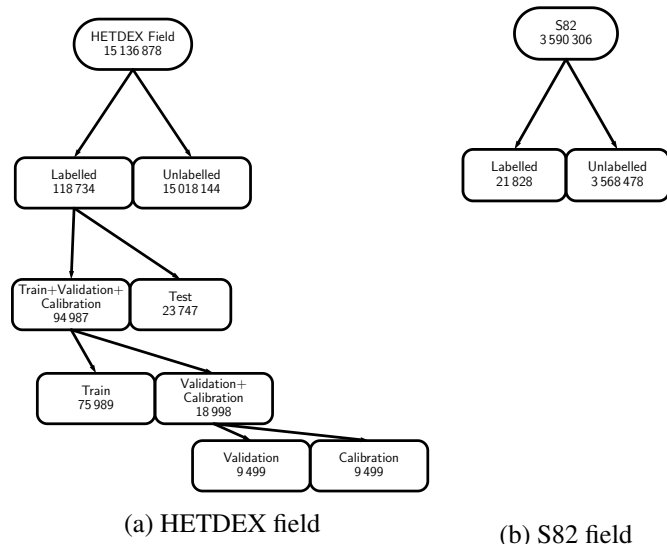 HETDEX Field
15 136 878
Labelled
118 734
Unlabelled
15 018 144
Train+Validation+
Calibration
94 987
Test
23 747
Train
75 989
Validation+
Calibration
18 998
Validation
9 499
Calibration
9 499
(a) HETDEX field
S82
3 590 306
Labelled
21 828
Unlabelled
3 568 478
(b) S82 field